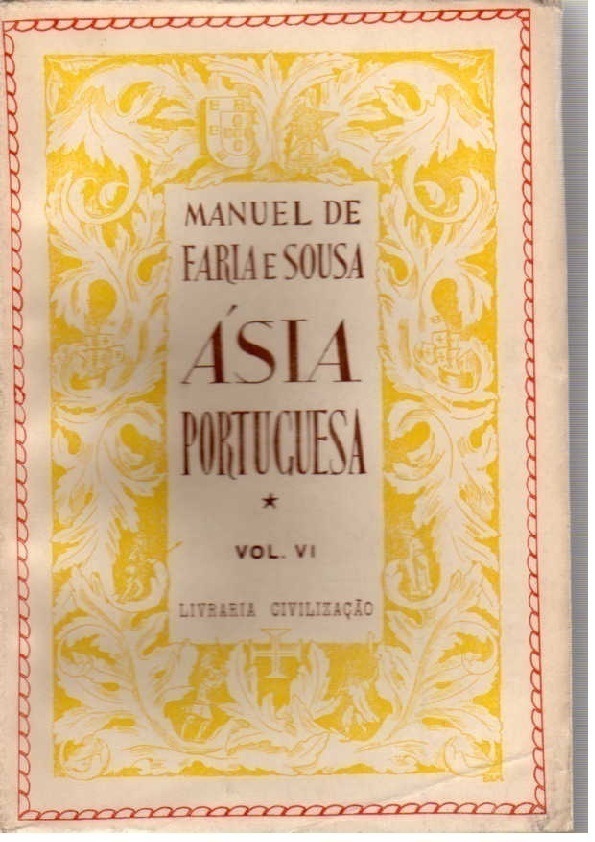 MANUEL DE
FARIA E SOUSA
ÁSIA
PORTUGUESA
*
VOL. VI
LIVRARIA CIVILIZAÇÃO